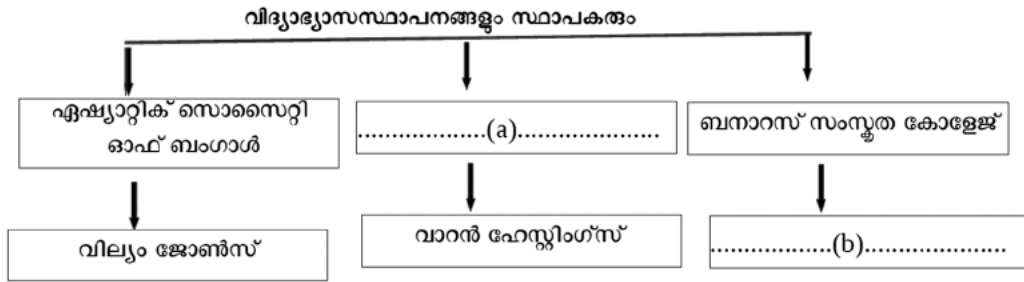 വിദ്യാഭ്യാസസ്ഥാപനങ്ങളും സ്ഥാപകരും
ഏഷ്യാറ്റിക് സൊസൈറ്റി
ഓഫ് ബംഗാൾ
....................(a)......................
ബനാറസ് സംസ്കൃത കോളേജ്
വില്യം ജോൺസ്
വാറൻ ഹേസ്റ്റിംഗ്സ്
...................(b)......................